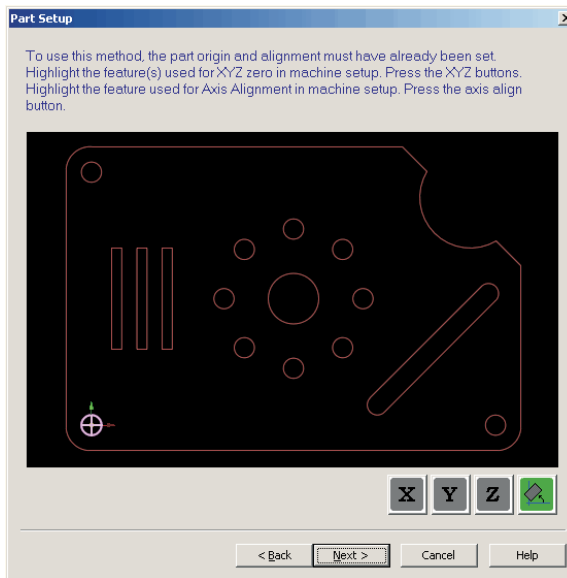 Part Setup
To use this method, the part origin and alignment must have already been set.
Highlight the feature(s) used for XYZ zero in machine setup. Press the XYZ buttons.
Highlight the feature used for Axis Alignment in machine setup. Press the axis align
button.
X Y Z
< Back Next > Cancel Help